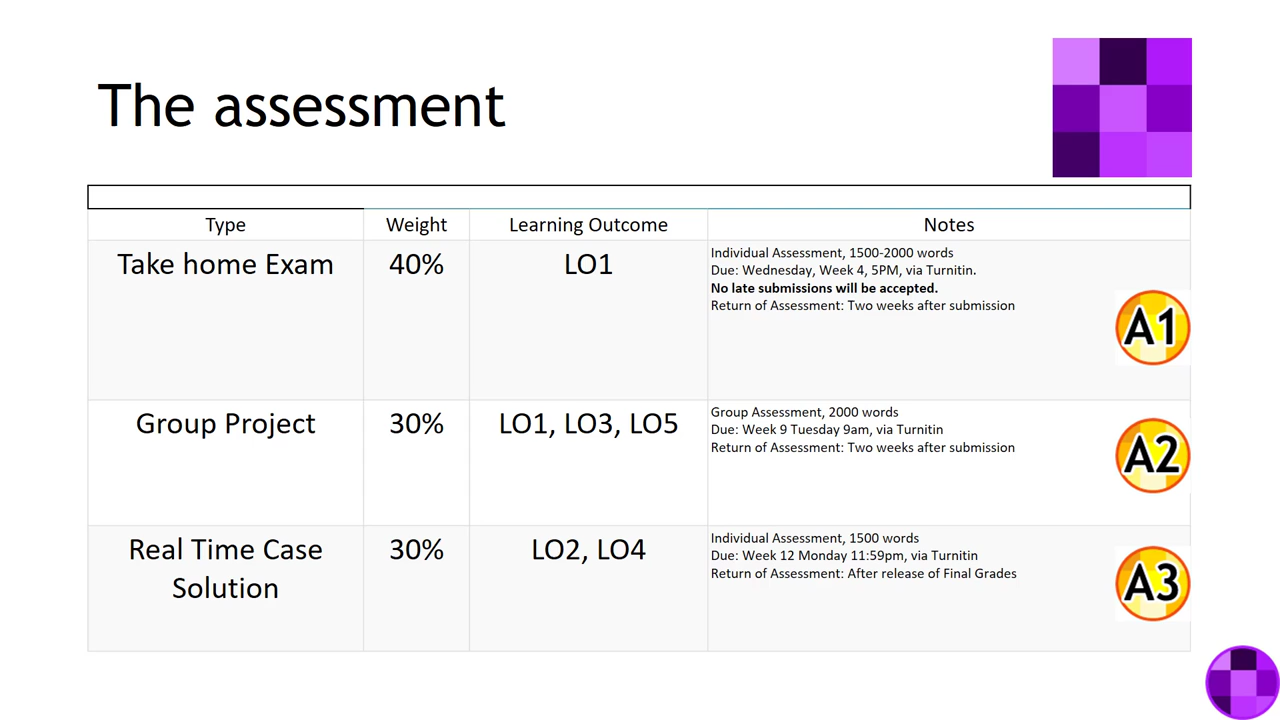 The assessment
Type Weight Learning Outcome Notes
Take home Exam 40% LO1
Individual Assessment, 1500-2000 words
Due: Wednesday, Week 4, 5PM, via Turnitin.
No late submissions will be accepted.
Return of Assessment: Two weeks after submission
A1
Group Project 30% LO1, LO3, LO5
Group Assessment, 2000 words
Due: Week 9 Tuesday 9am, via Turnitin
Return of Assessment: Two weeks after submission
A2
Real Time Case
Solution
30% LO2, LO4
Individual Assessment, 1500 words
Due: Week 12 Monday 11:59pm, via Turnitin
Return of Assessment: After release of Final Grades
A3